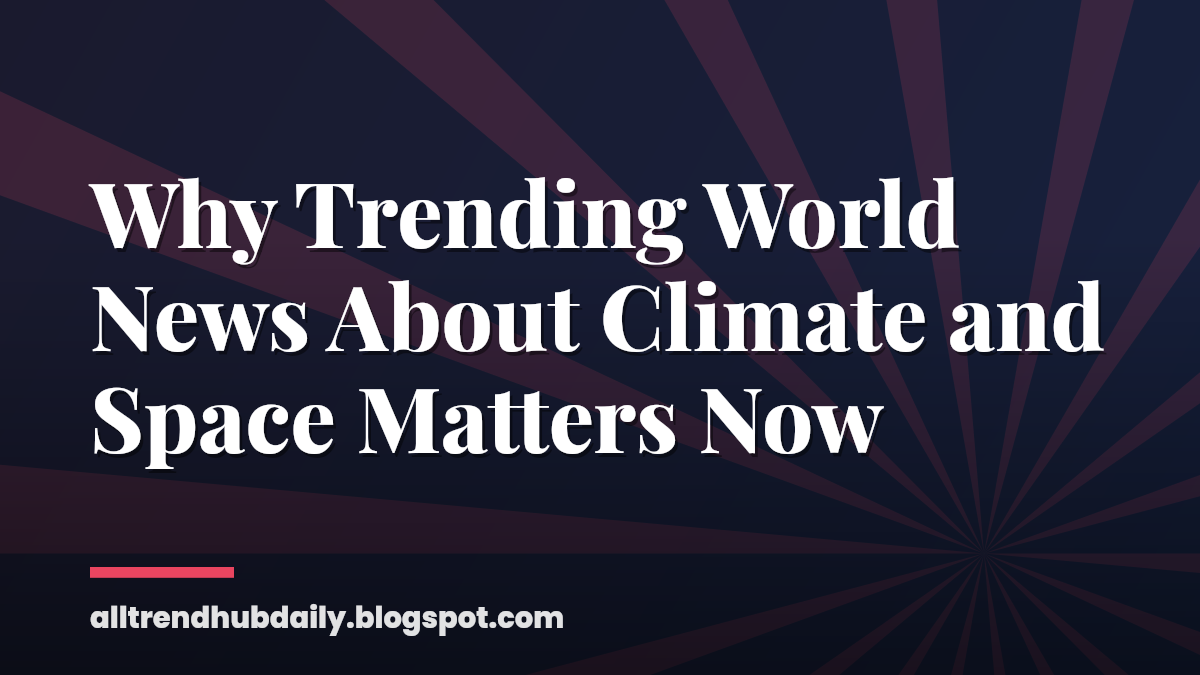 Why Trending World
News About Climate and
Space Matters Now
alltrendhubdaily.blogspot.com